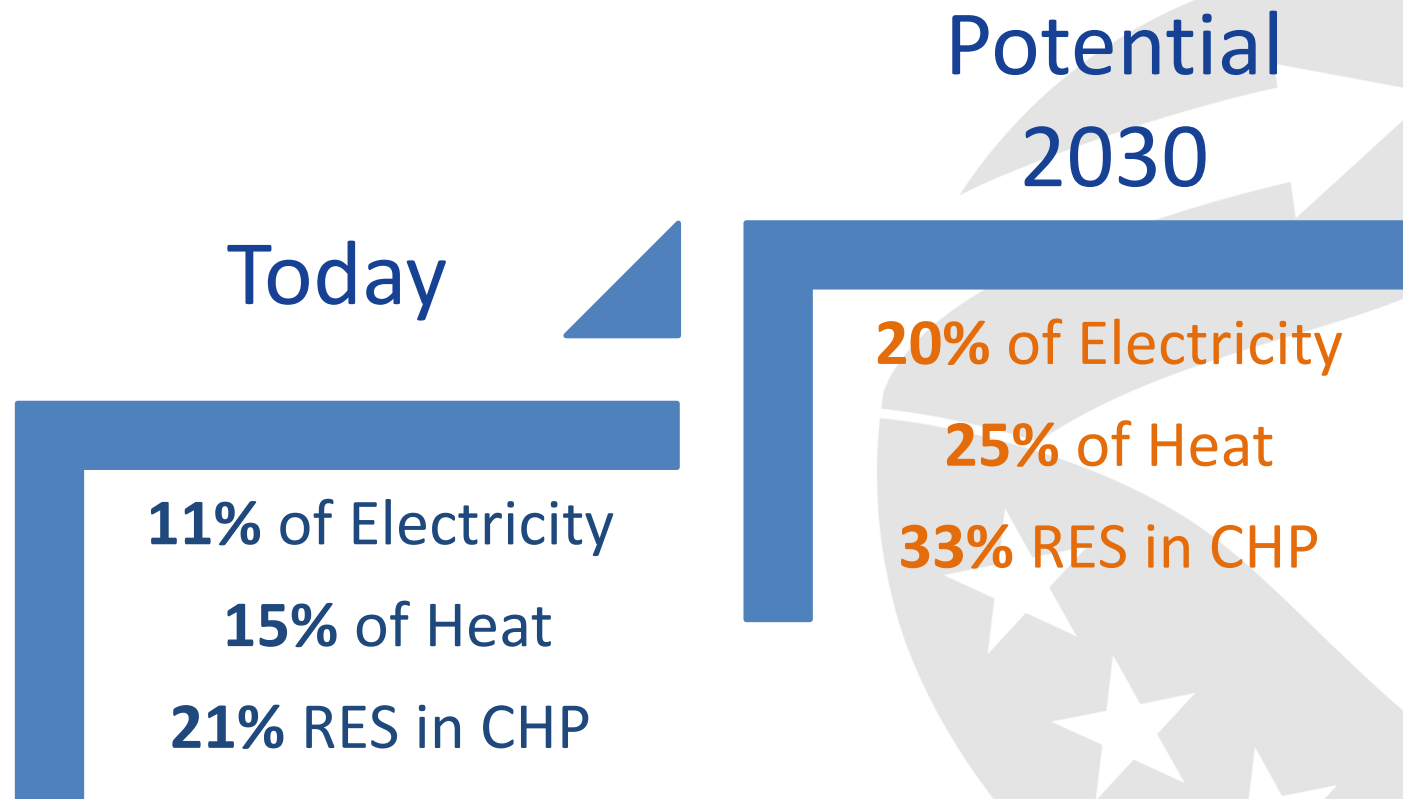 Today
11% of Electricity
15% of Heat
21% RES in CHP
Potential
2030
20% of Electricity
25% of Heat
33% RES in CHP